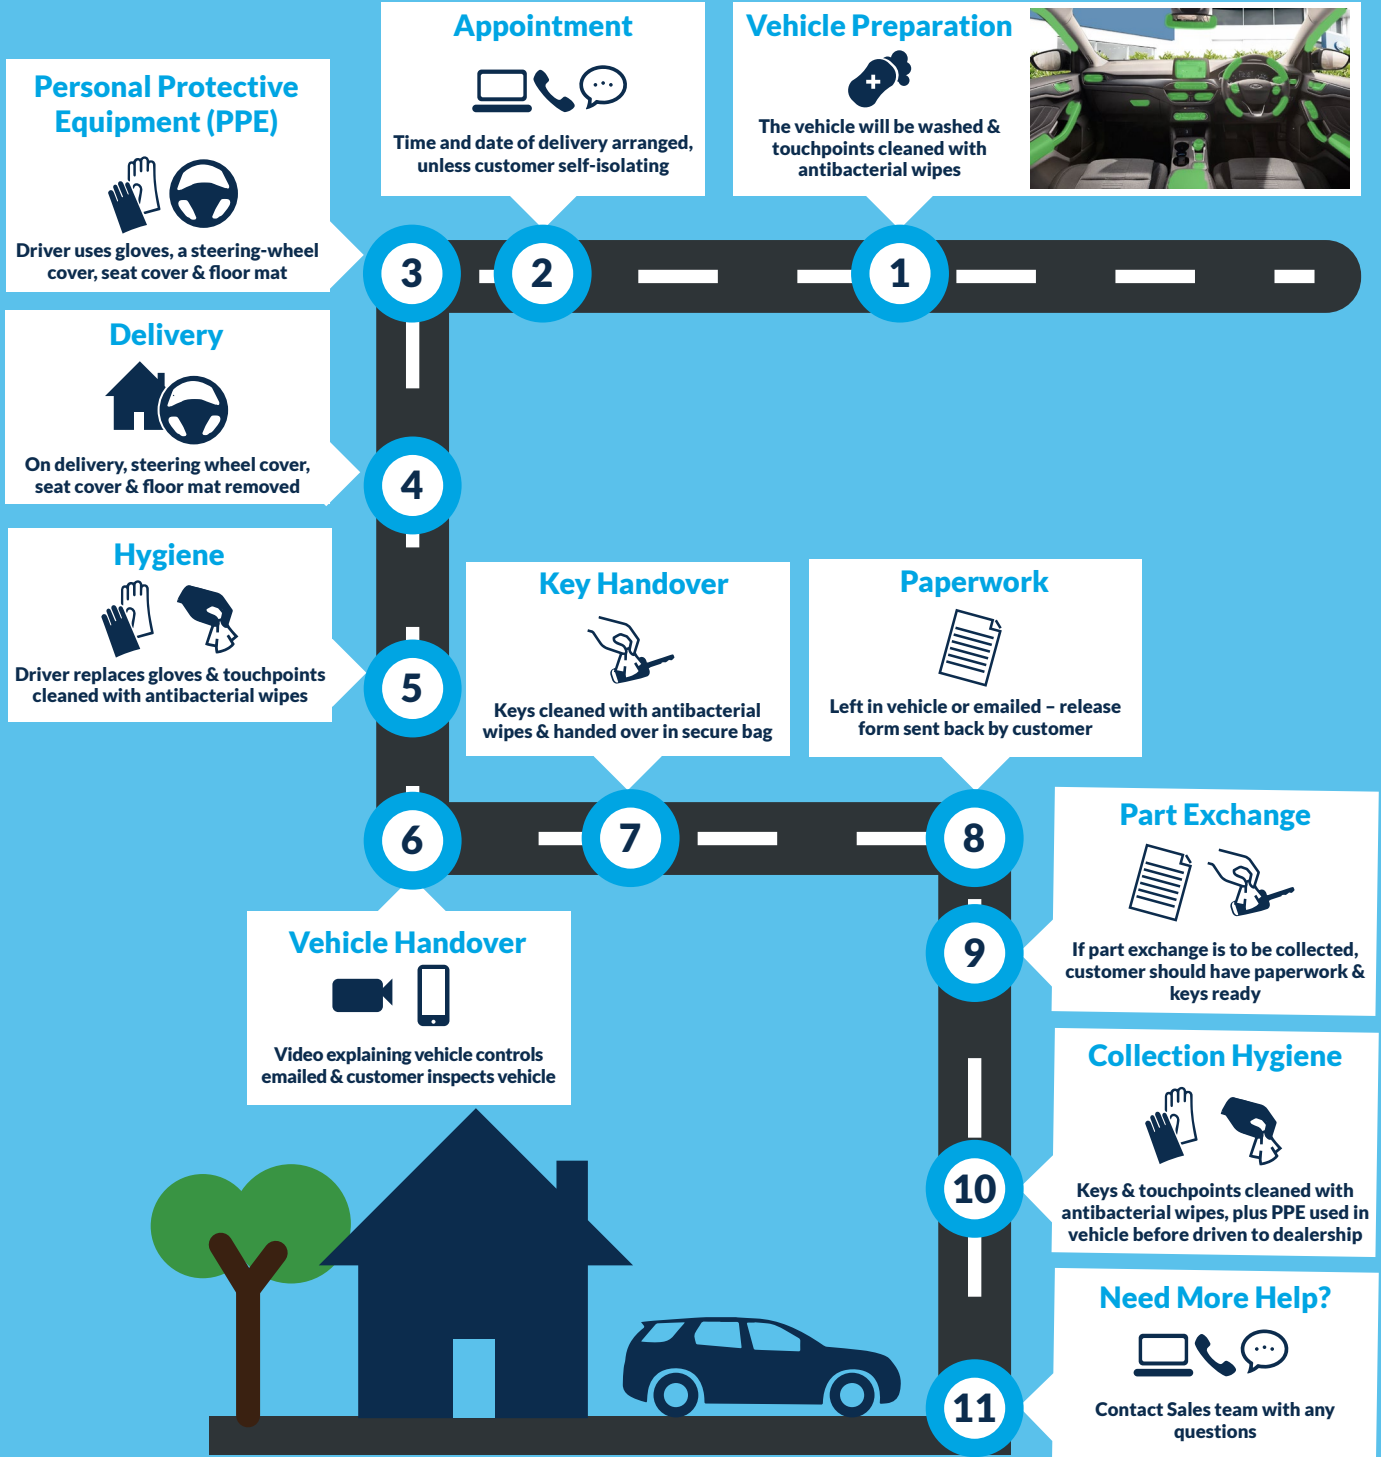 Vehicle Preparation
The vehicle will be washed &
touchpoints cleaned with
antibacterial wipes
1
Appointment
Time and date of delivery arranged,
unless customer self-isolating
2
Personal Protective
Equipment (PPE)
Driver uses gloves, a steering-wheel
cover, seat cover & floor mat
3
Delivery
On delivery, steering wheel cover,
seat cover & floor mat removed
4
Hygiene
Driver replaces gloves & touchpoints
cleaned with antibacterial wipes
5
Vehicle Handover
Video explaining vehicle controls
emailed & customer inspects vehicle
6
Key Handover
Keys cleaned with antibacterial
wipes & handed over in secure bag
7
Paperwork
Left in vehicle or emailed – release
form sent back by customer
8
Part Exchange
If part exchange is to be collected,
customer should have paperwork &
keys ready
9
Collection Hygiene
Keys & touchpoints cleaned with
antibacterial wipes, plus PPE used in
vehicle before driven to dealership
10
Need More Help?
Contact Sales team with any
questions
11